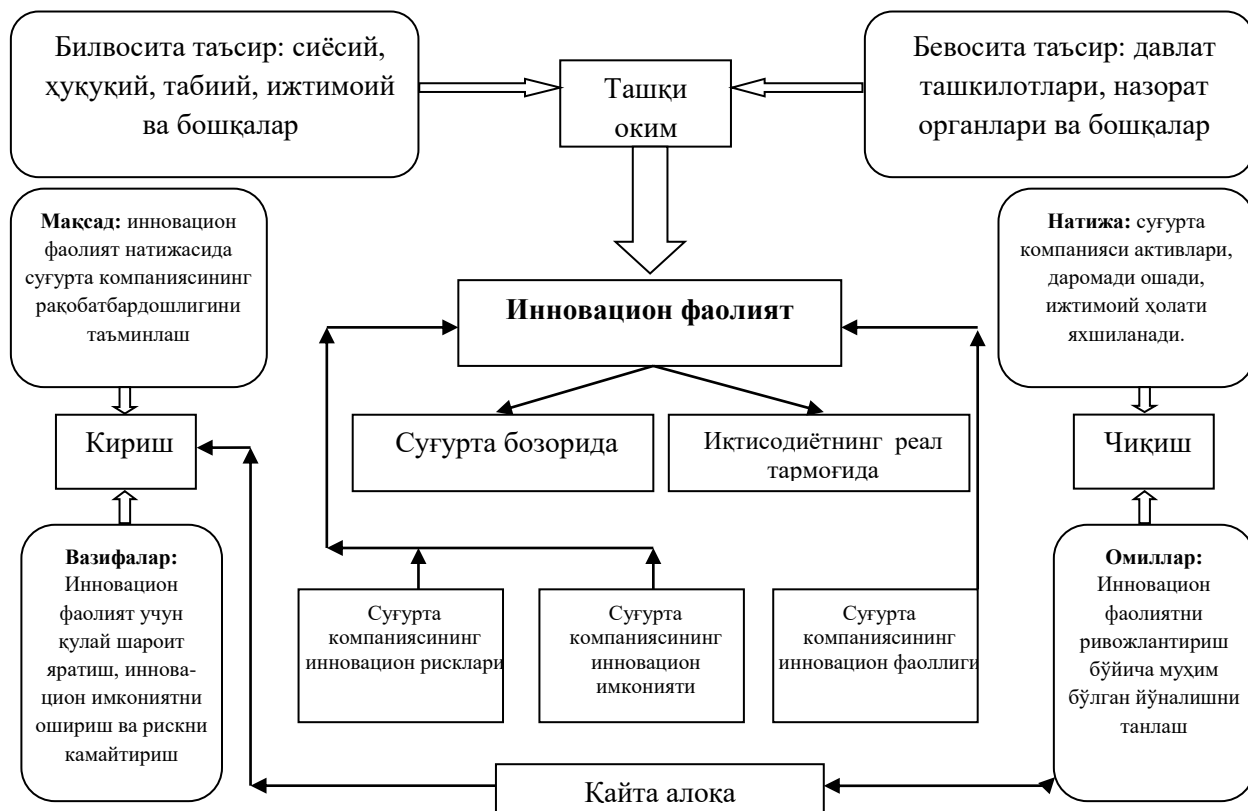 Билвосита таъсир: сиёсий,
ҳуқуқий, табиий, ижтимоий
ва бошқалар
Ташқи
оким
Бевосита таъсир: давлат
ташкилотлари, назорат
органлари ва бошқалар
Мақсад: инновацион
фаолият натижасида
суғурта компаниясининг
рақобатбардошлигини
таъминлаш
Инновацион фаолият
Натижа: суғурта
компанияси активлари,
даромади ошади,
ижтимоий ҳолати
яхшиланади.
Кириш
Суғурта бозорида
Иқтисодиётнинг реал
тармоғида
Чиқиш
Вазифалар:
Инновацион
фаолият учун
қулай шароит
яратиш, иннова-
цион имкониятни
ошириш ва рискни
камайтириш
Суғурта
компаниясининг
инновацион рисклари
Суғурта
компаниясининг
инновацион
имконияти
Суғурта
компаниясининг
инновацион фаоллиги
Омиллар:
Инновацион
фаолиятни
ривожлантириш
бўйича муҳим
бўлган йўналишни
танлаш
Қайта алоқа